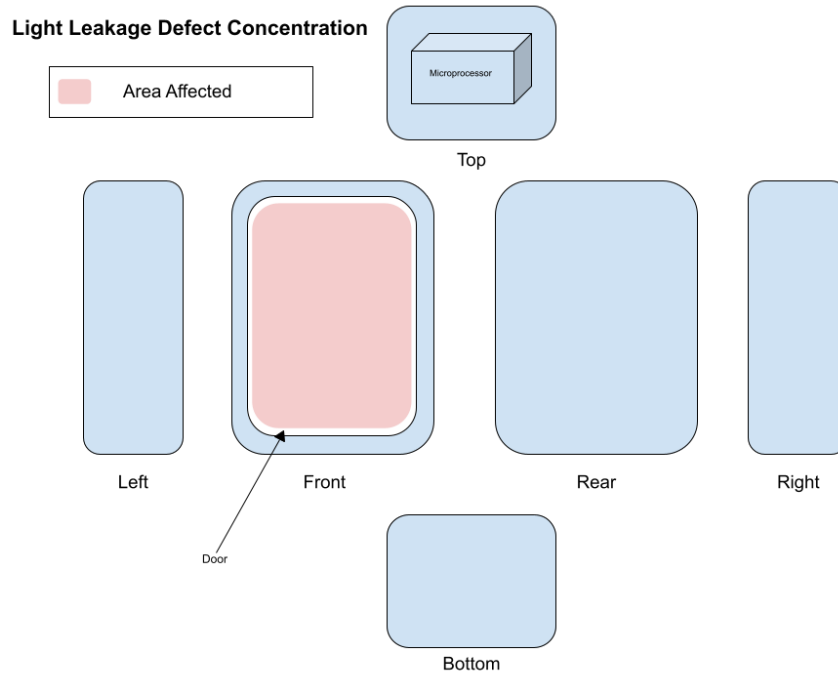 Light Leakage Defect Concentration
Area Affected
Microprocessor
Top
Left
Front
Rear
Right
Door
Bottom